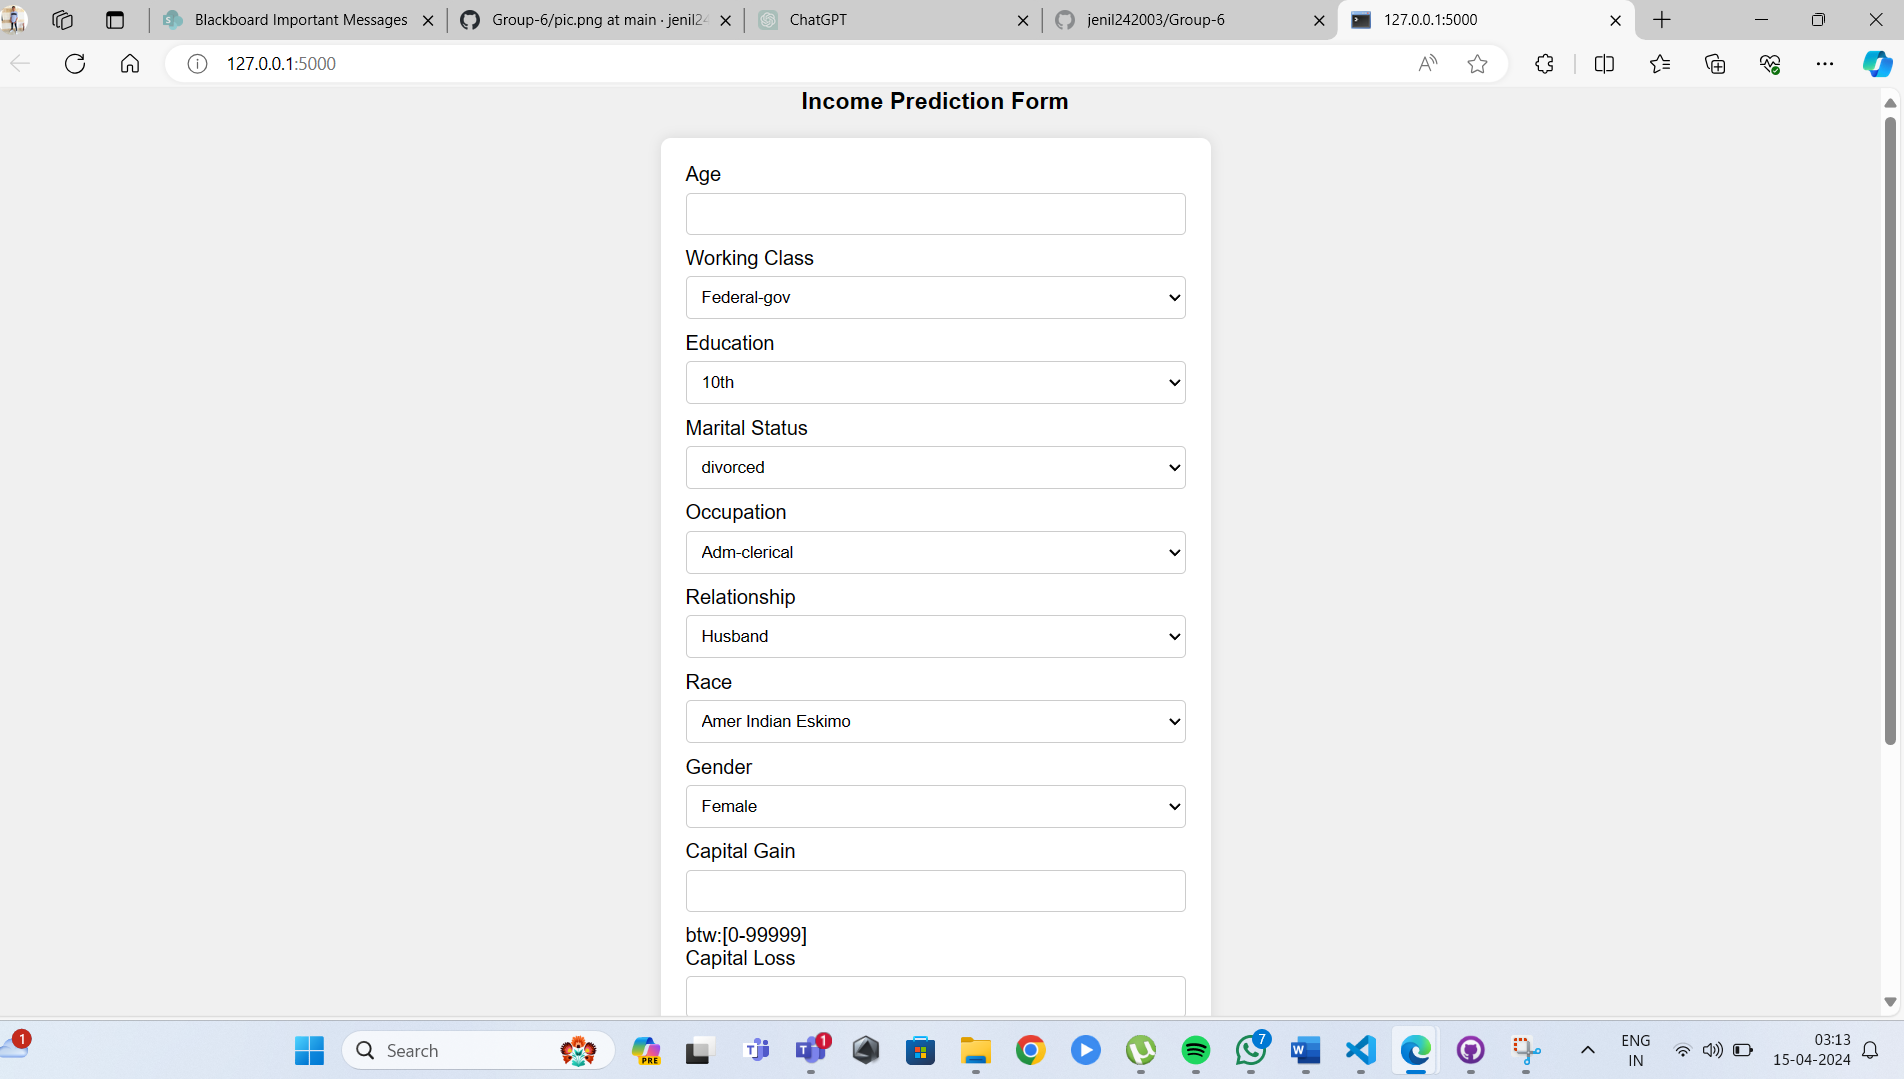 Blackboard Important Messages
Group-6/pic.png at main · jenil24
ChatGPT
jenil242003/Group-6
127.0.0.1:5000
127.0.0.1:5000
Income Prediction Form
Age
Working Class
Federal-gov
Education
10th
Marital Status
divorced
Occupation
Adm-clerical
Relationship
Husband
Race
Amer Indian Eskimo
Gender
Female
Capital Gain
btw:[0-99999]
Capital Loss
1
Search
PRE
1
7
ENG
IN
03:13
15-04-2024